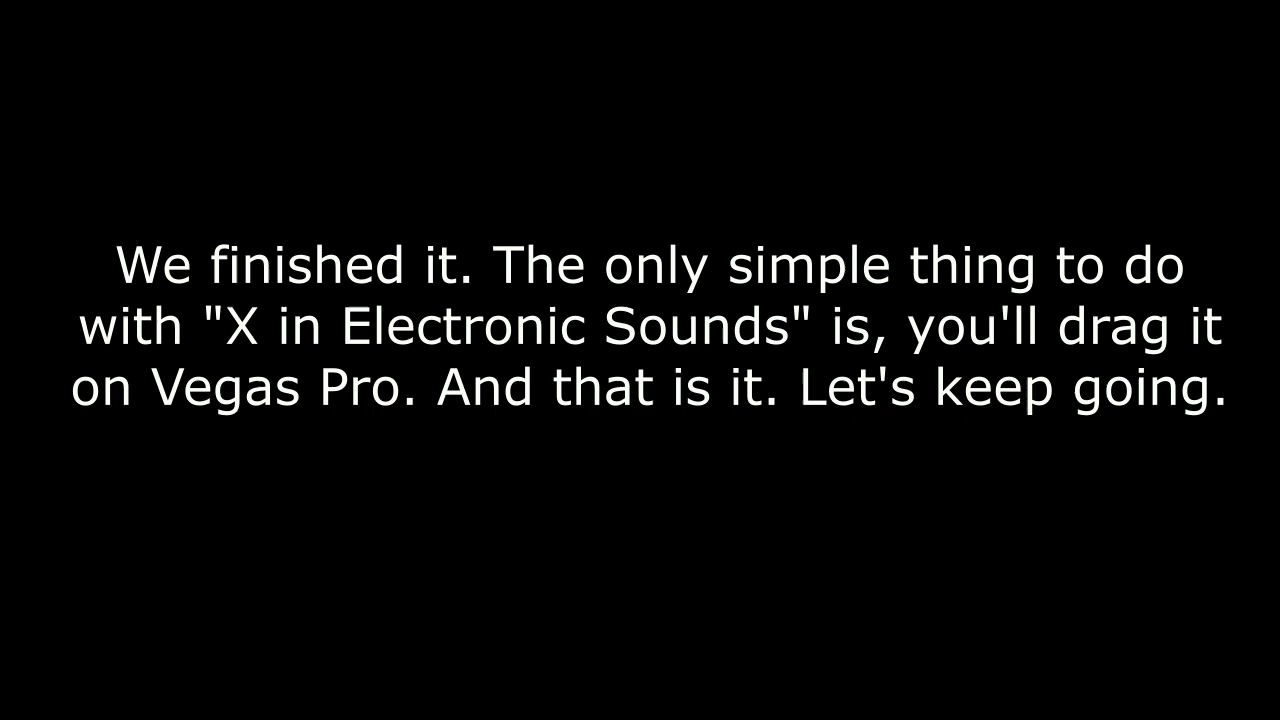 We finished it. The only simple thing to do
with "X in Electronic Sounds" is, you'll drag it
on Vegas Pro. And that is it. Let's keep going.